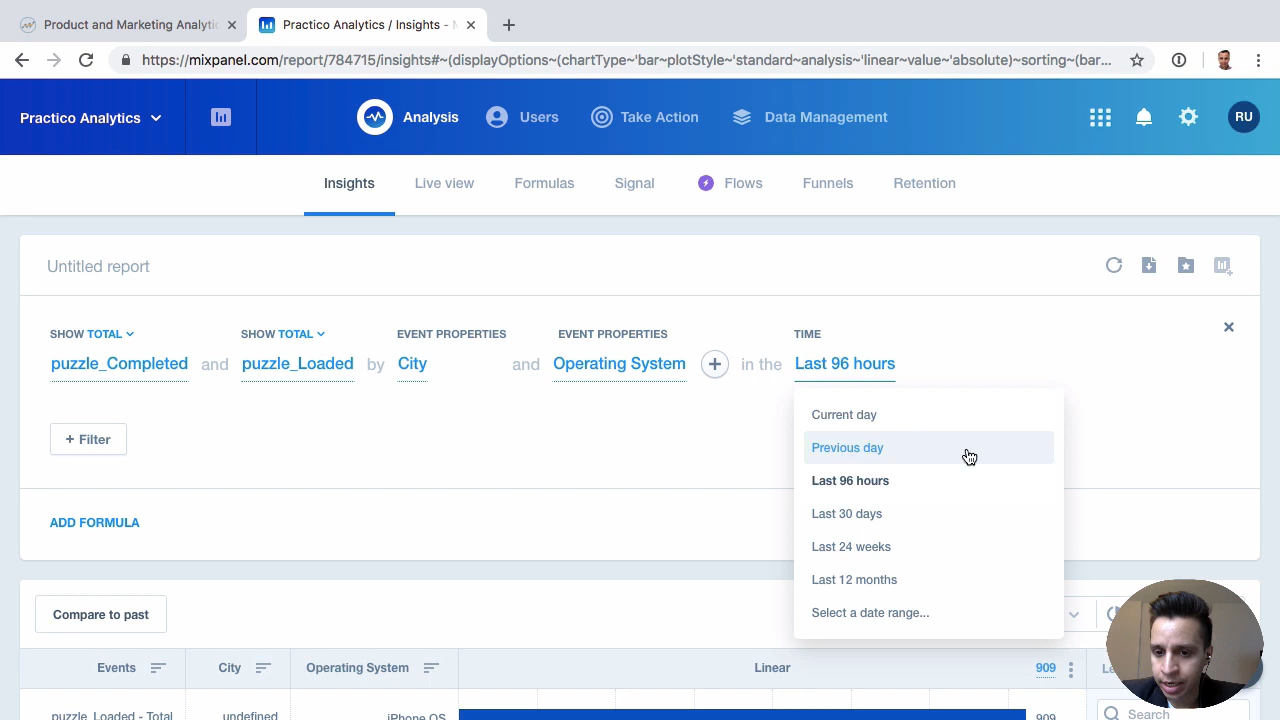 Product and Marketing Analytic
Practico Analytics / Insights - M
https://mixpanel.com/report/784715/insights#~(displayOptions~(chartType~'bar~plotStyle~'standard~analysis~'linear~value~'absolute)~sorting~(bar...
Practico Analytics
Analysis
Users
Take Action
Data Management
RU
Insights
Live view
Formulas
Signal
Flows
Funnels
Retention
Untitled report
SHOW TOTAL
SHOW TOTAL
EVENT PROPERTIES
EVENT PROPERTIES
TIME
puzzle_Completed and puzzle_Loaded by City and Operating System + in the Last 96 hours
+ Filter
Current day
Previous day
Last 96 hours
Last 30 days
Last 24 weeks
Last 12 months
Select a date range...
ADD FORMULA
Compare to past
Events
City
Operating System
Linear
909
puzzle_Loaded - Total
undefined
iPhone OS
909
Search